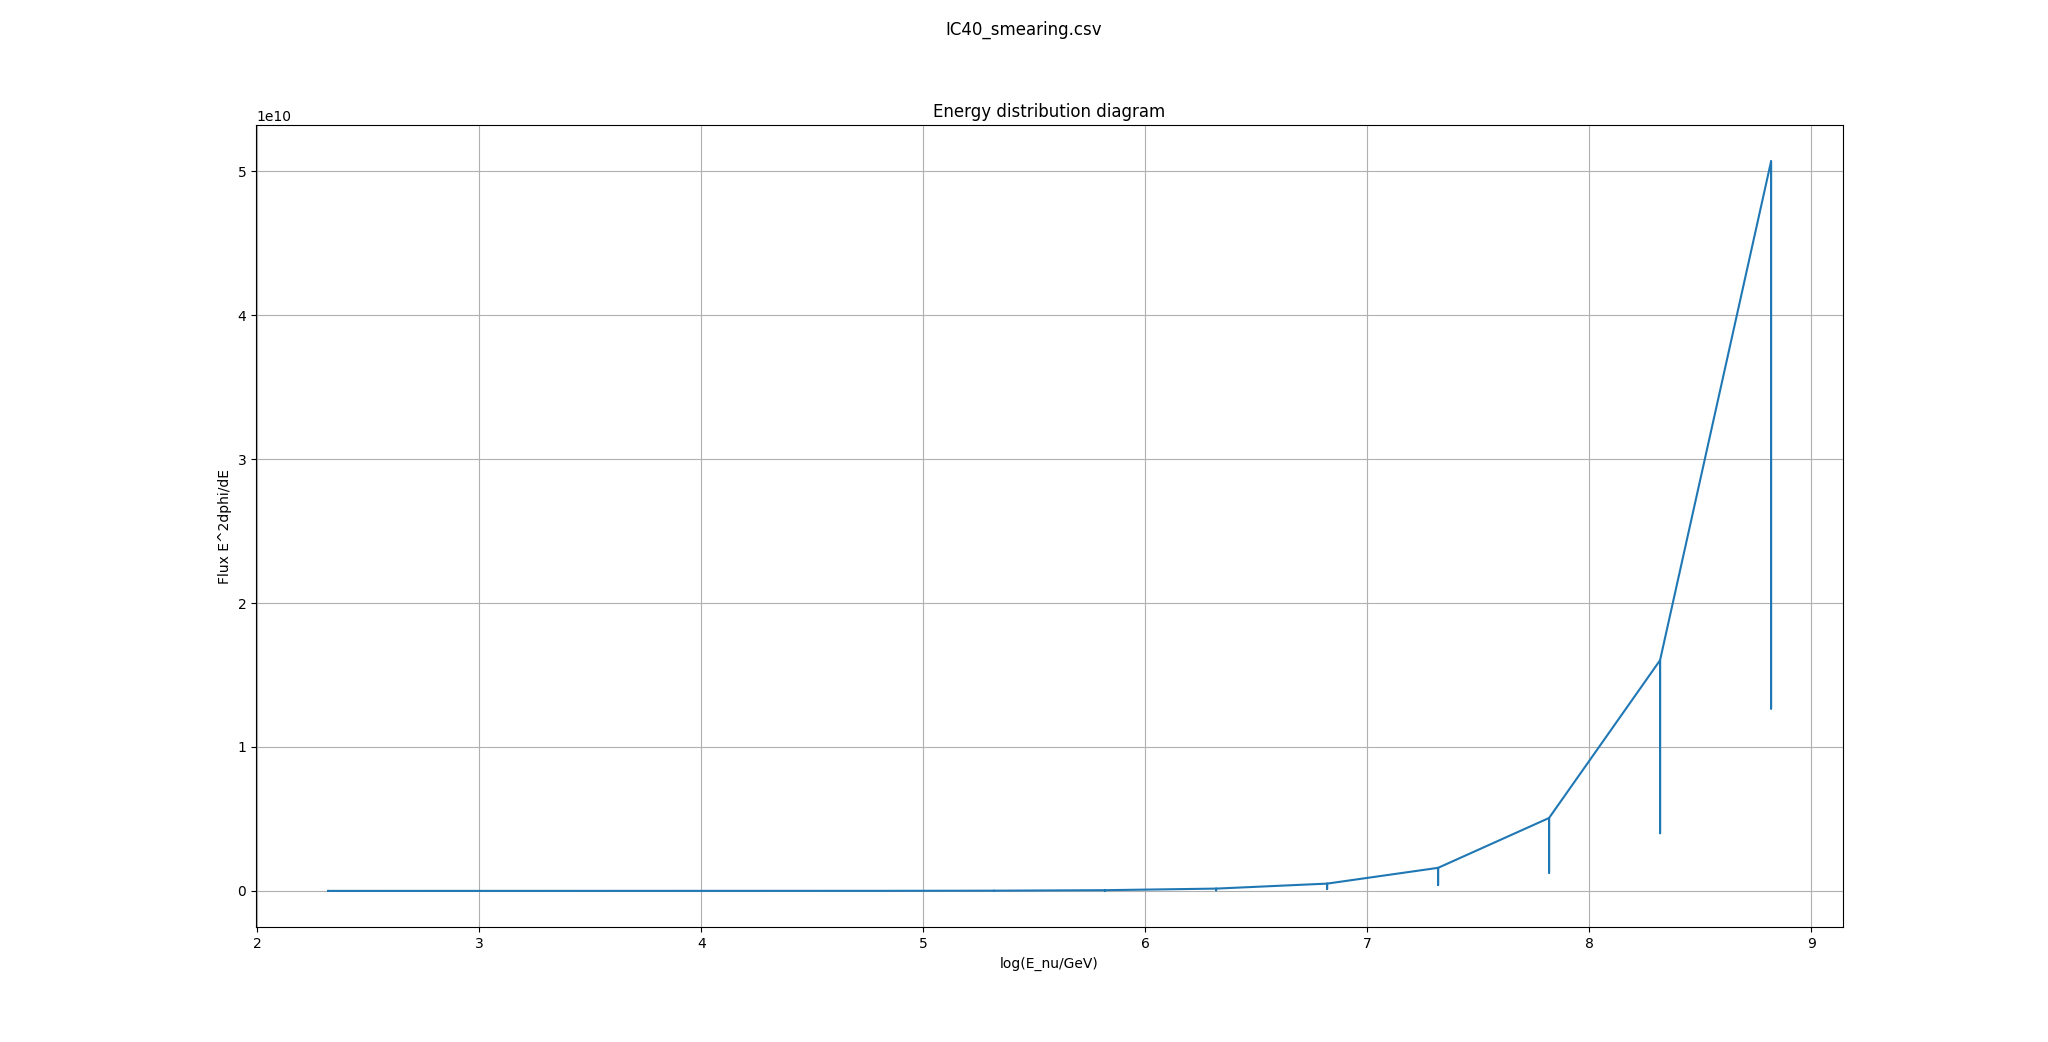 IC40_smearing.csv
Energy distribution diagram
1e10
5
4
3
2
1
0
Flux E^2dphi/dE
2 3 4 5 6 7 8 9
log(E_nu/GeV)